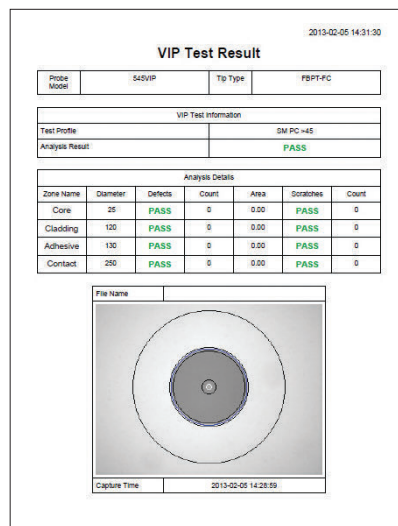 2013-02-05 14:31:30
VIP Test Result
Probe Model 545VIP Tip Type FBPT-FC
VIP Test Information
Test Profile SM PC >45
Analysis Result PASS
Analysis Details
Zone Name Diameter Defects Count Area Scratches Count
Core 25 PASS 0 0.00 PASS 0
Cladding 120 PASS 0 0.00 PASS 0
Adhesive 130 PASS 0 0.00 PASS 0
Contact 250 PASS 0 0.00 PASS 0
File Name
Capture Time 2013-02-05 14:28:59